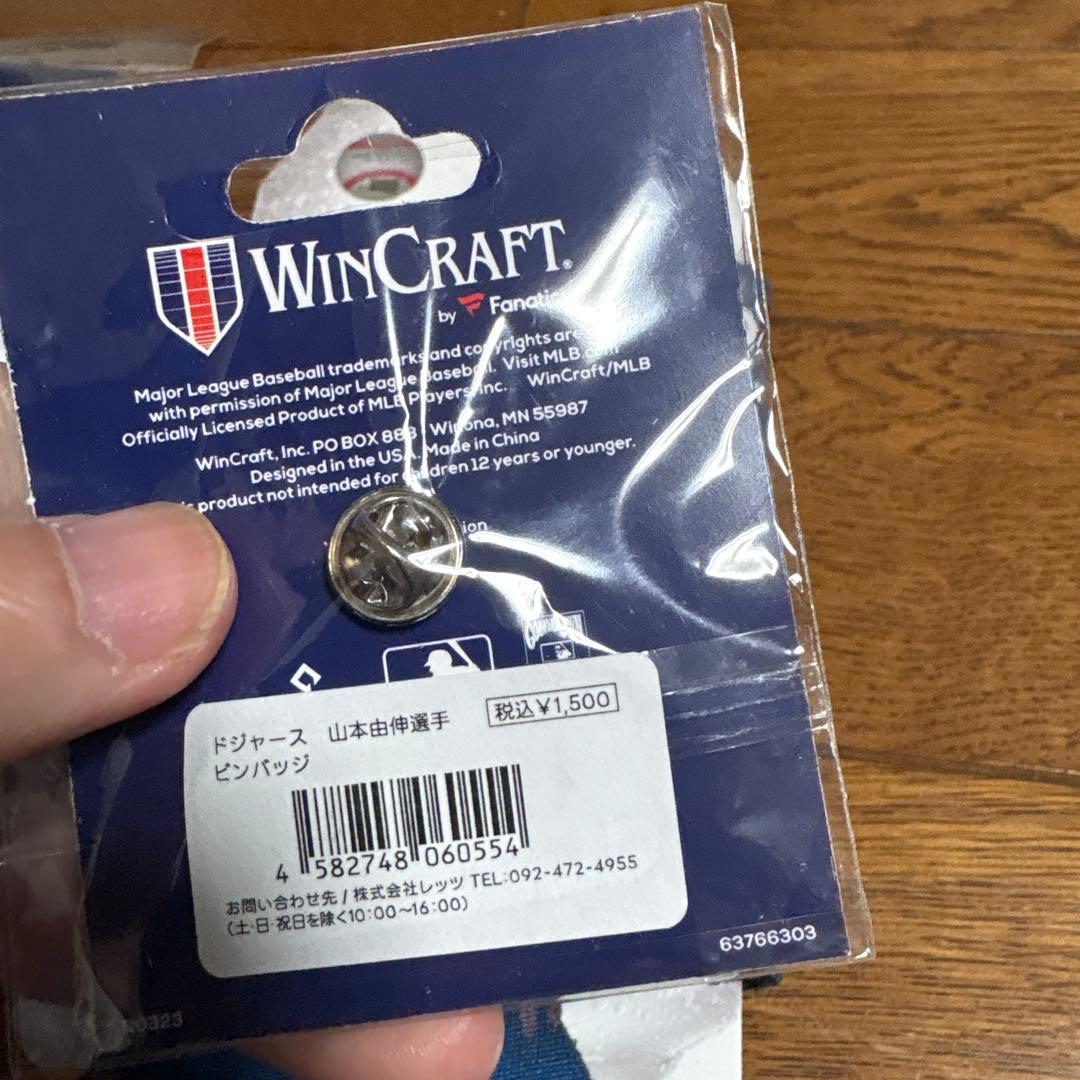 WINCRAFT®
by Fanatic
Major League Baseball trademarks and copyrights are
with permission of Major League Baseball. Visit MLB.com
Officially Licensed Product of MLB Players, Inc. WinCraft/MLB
WinCraft, Inc. PO BOX 888 Winona, MN 55987
Designed in the USA. Made in China
product not intended for children 12 years or younger.
ドジャース 山本由伸選手 税込¥1,500
ピンバッジ
4 582748 060554
お問い合わせ先 / 株式会社レッツ TEL:092-472-4955
(土・日・祝日を除く10:00~16:00)
63766303